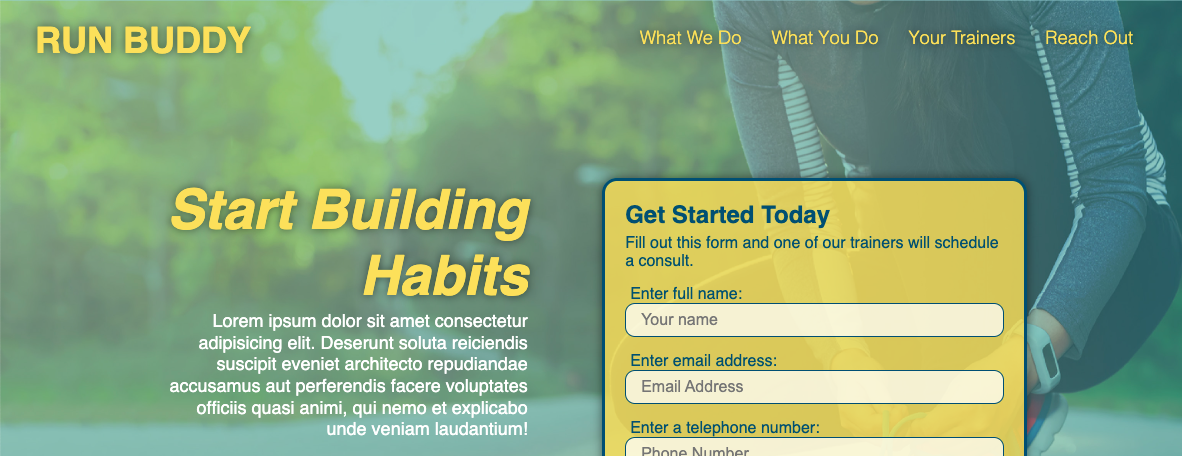 RUN BUDDY
What We Do What You Do Your Trainers Reach Out
Start Building
Habits
Lorem ipsum dolor sit amet consectetur
adipisicing elit. Deserunt soluta reiciendis
suscipit eveniet architecto repudiandae
accusamus aut perferendis facere voluptates
officiis quasi animi, qui nemo et explicabo
unde veniam laudantium!
Get Started Today
Fill out this form and one of our trainers will schedule
a consult.
Enter full name:
Your name
Enter email address:
Email Address
Enter a telephone number:
Phone Number